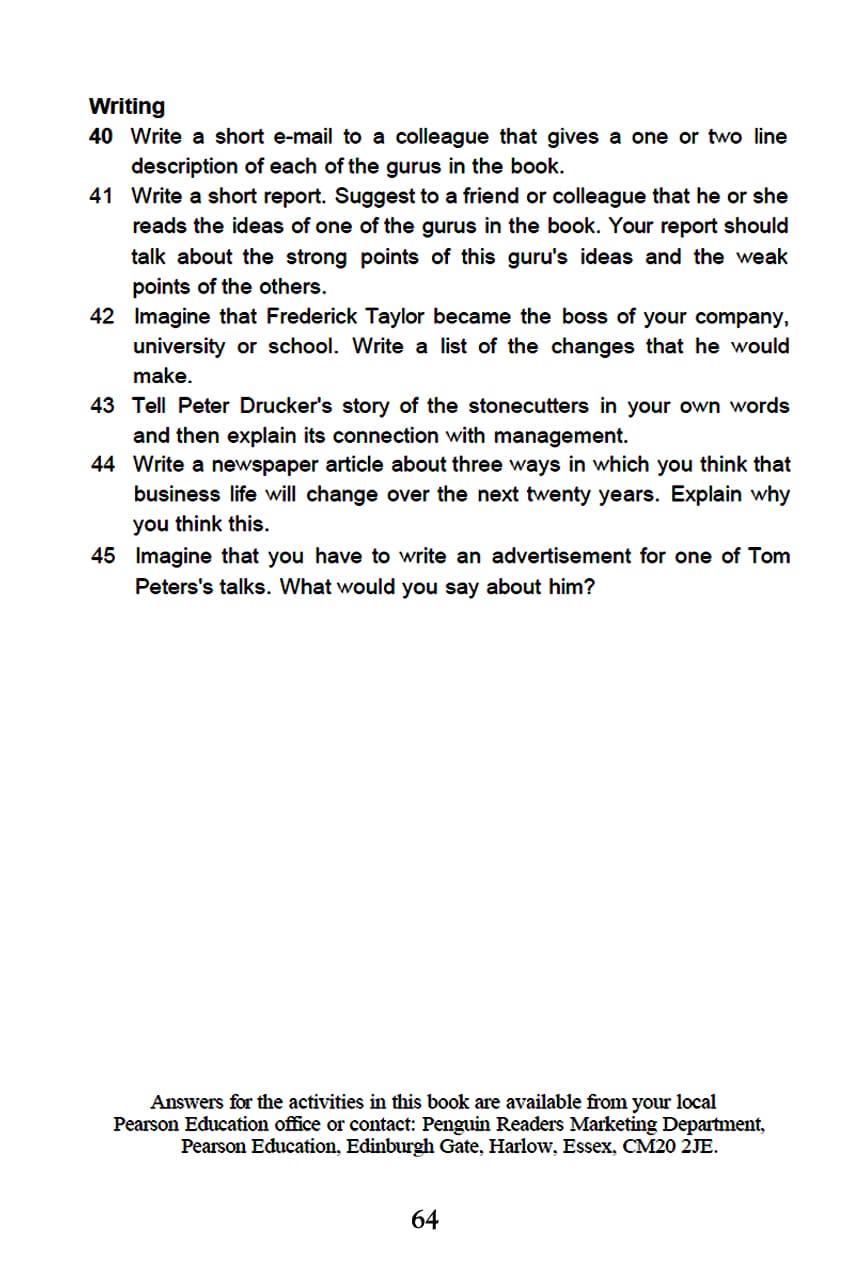 Writing
40 Write a short e-mail to a colleague that gives a one or two line
description of each of the gurus in the book.
41 Write a short report. Suggest to a friend or colleague that he or she
reads the ideas of one of the gurus in the book. Your report should
talk about the strong points of this guru's ideas and the weak
points of the others.
42 Imagine that Frederick Taylor became the boss of your company,
university or school. Write a list of the changes that he would
make.
43 Tell Peter Drucker's story of the stonecutters in your own words
and then explain its connection with management.
44 Write a newspaper article about three ways in which you think that
business life will change over the next twenty years. Explain why
you think this.
45 Imagine that you have to write an advertisement for one of Tom
Peters's talks. What would you say about him?
Answers for the activities in this book are available from your local
Pearson Education office or contact: Penguin Readers Marketing Department,
Pearson Education, Edinburgh Gate, Harlow, Essex, CM20 2JE.
64